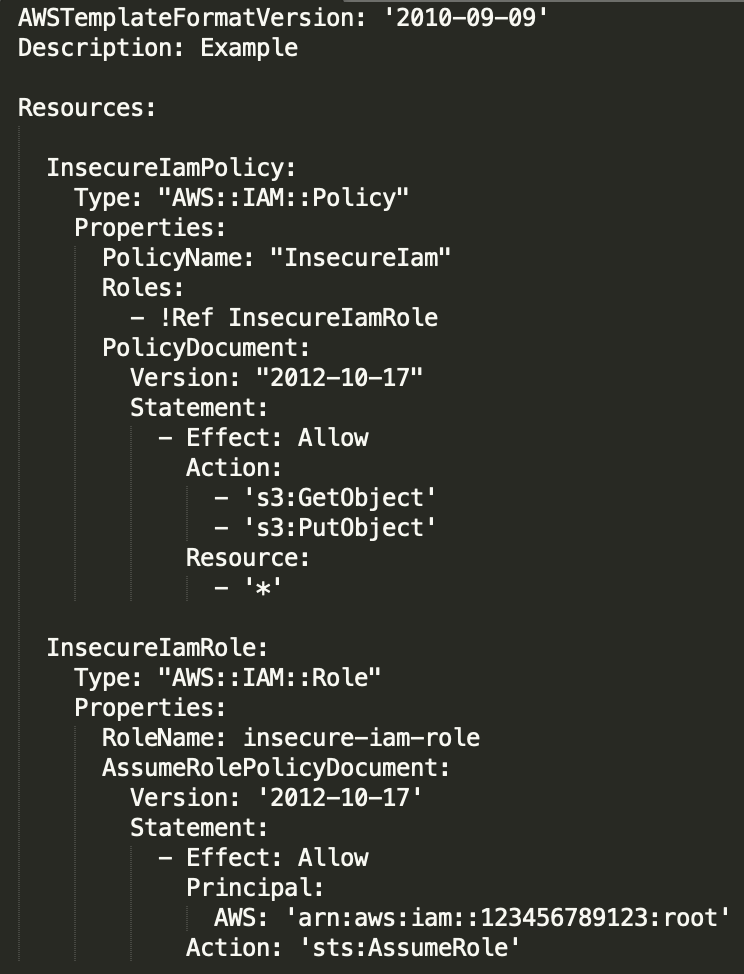 AWSTemplateFormatVersion: '2010-09-09'
Description: Example

Resources:

  InsecureIamPolicy:
    Type: "AWS::IAM::Policy"
    Properties:
      PolicyName: "InsecureIam"
      Roles:
        - !Ref InsecureIamRole
      PolicyDocument:
        Version: "2012-10-17"
        Statement:
          - Effect: Allow
            Action:
              - 's3:GetObject'
              - 's3:PutObject'
            Resource:
              - '*'

  InsecureIamRole:
    Type: "AWS::IAM::Role"
    Properties:
      RoleName: insecure-iam-role
      AssumeRolePolicyDocument:
        Version: '2012-10-17'
        Statement:
          - Effect: Allow
            Principal:
              AWS: 'arn:aws:iam::123456789123:root'
            Action: 'sts:AssumeRole'